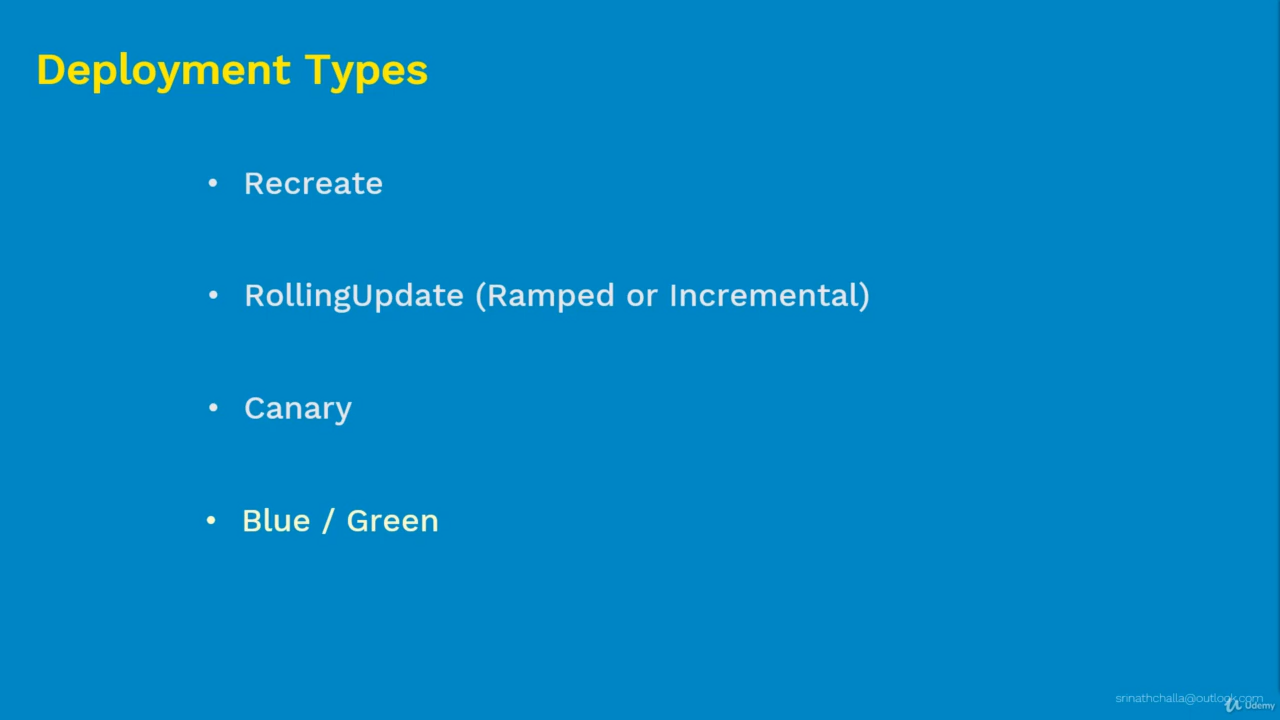 Deployment Types
• Recreate
• RollingUpdate (Ramped or Incremental)
• Canary
• Blue / Green
srinathchalla@outlook.com
Udemy